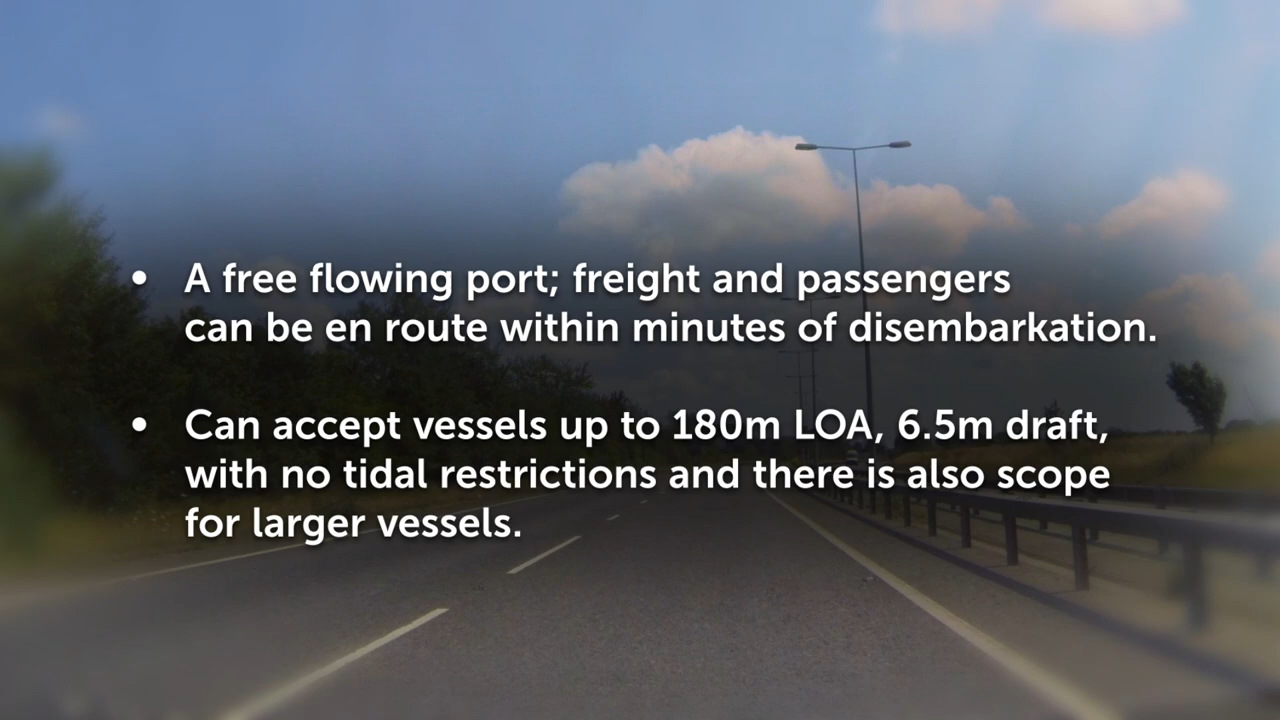 • A free flowing port; freight and passengers
can be en route within minutes of disembarkation.
• Can accept vessels up to 180m LOA, 6.5m draft,
with no tidal restrictions and there is also scope
for larger vessels.